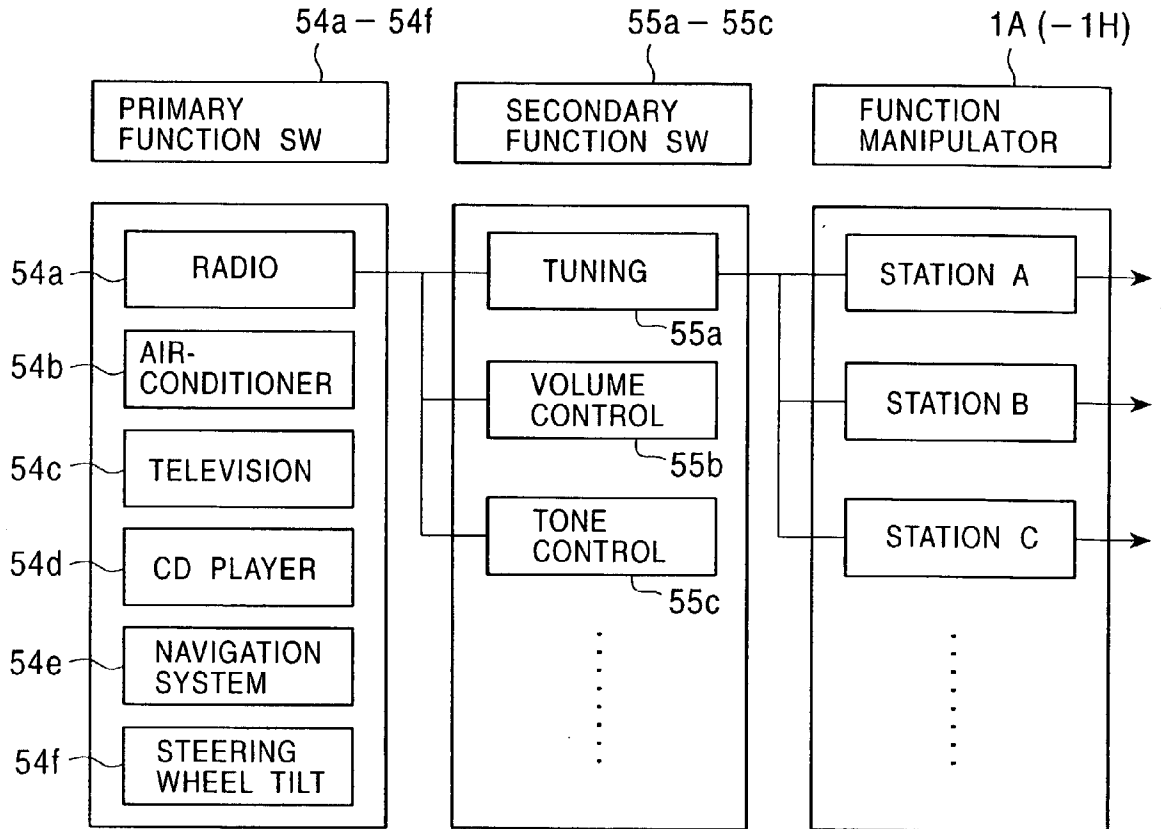 54a – 54f
55a – 55c
1A (– 1H)
PRIMARY
FUNCTION SW
SECONDARY
FUNCTION SW
FUNCTION
MANIPULATOR
54a
RADIO
TUNING
55a
STATION A
54b
AIR-
CONDITIONER
VOLUME
CONTROL
55b
STATION B
54c
TELEVISION
54d
CD PLAYER
TONE
CONTROL
55c
STATION C
54e
NAVIGATION
SYSTEM
54f
STEERING
WHEEL TILT